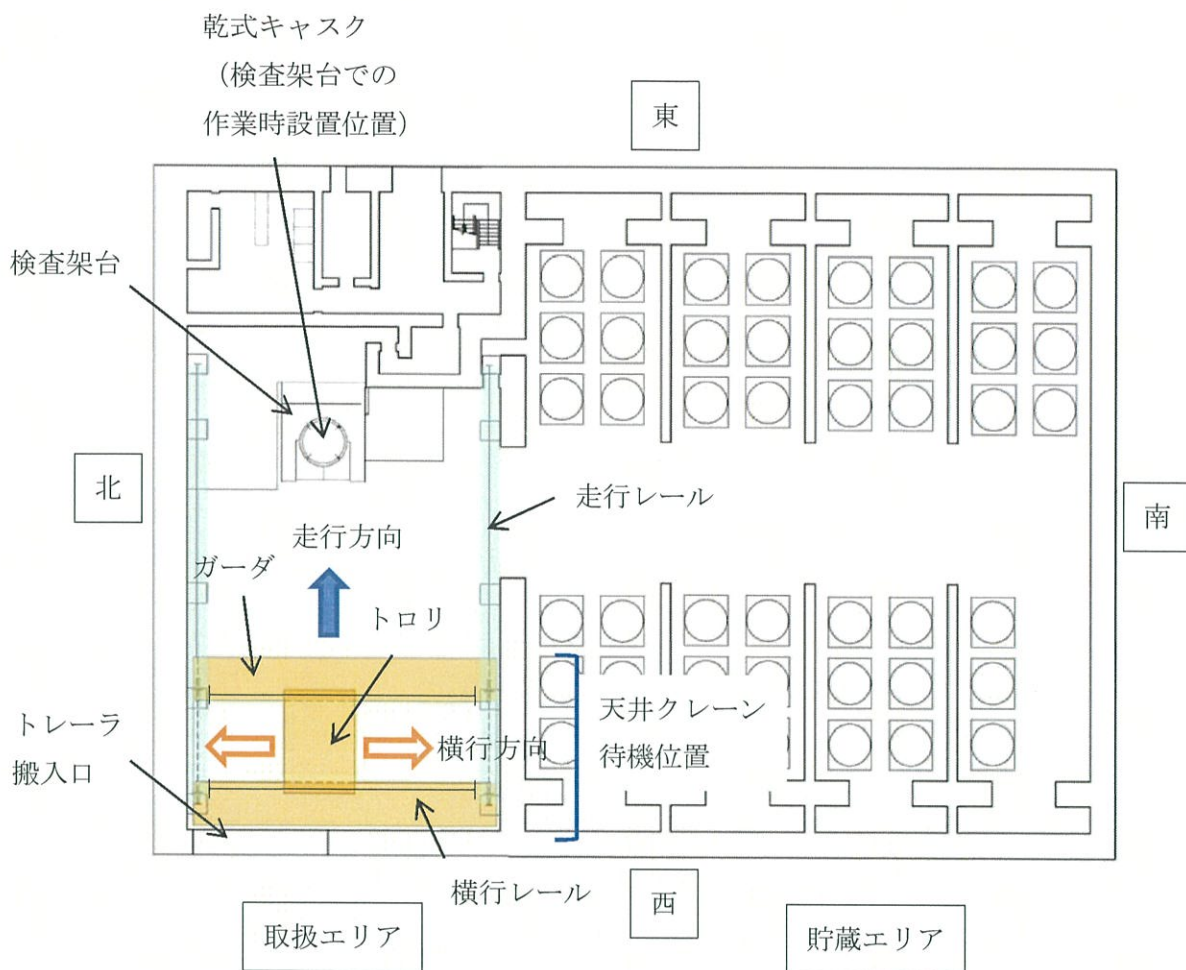 乾式キャスク
（検査架台での
作業時設置位置）
東
検査架台
北
走行レール
南
走行方向
ガーダ
トロリ
トレーラ
搬入口
横行方向
天井クレーン
待機位置
横行レール
西
取扱エリア
貯蔵エリア